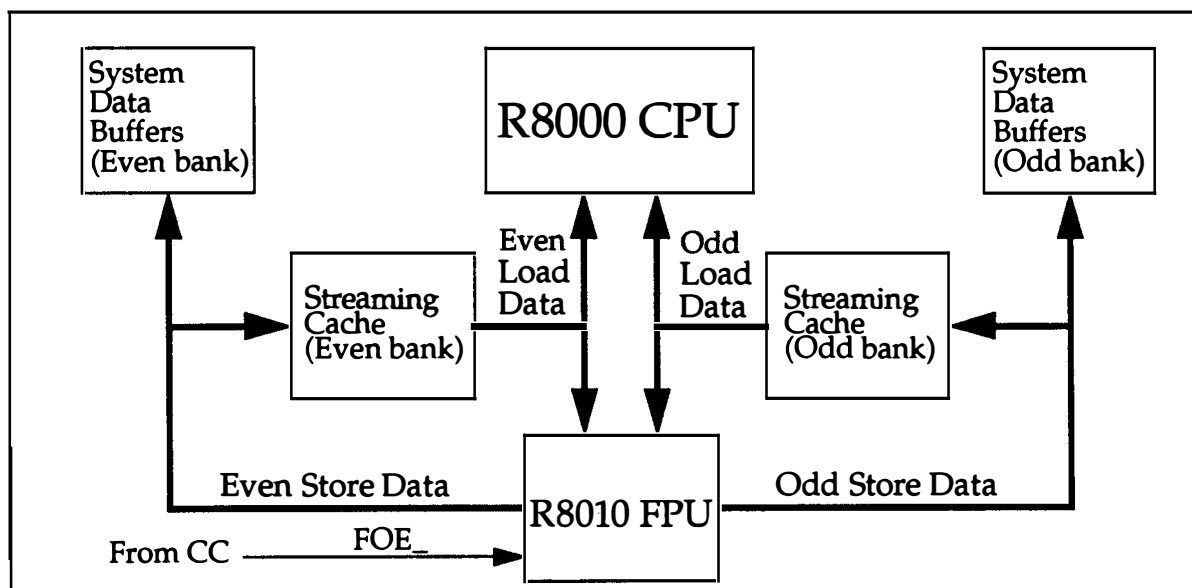 System
Data
Buffers
(Even bank)
R8000 CPU
System
Data
Buffers
(Odd bank)
Even
Load
Data
Odd
Load
Data
Streaming
Cache
(Even bank)
Streaming
Cache
(Odd bank)
Even Store Data
R8010 FPU
Odd Store Data
From CC
FOE_